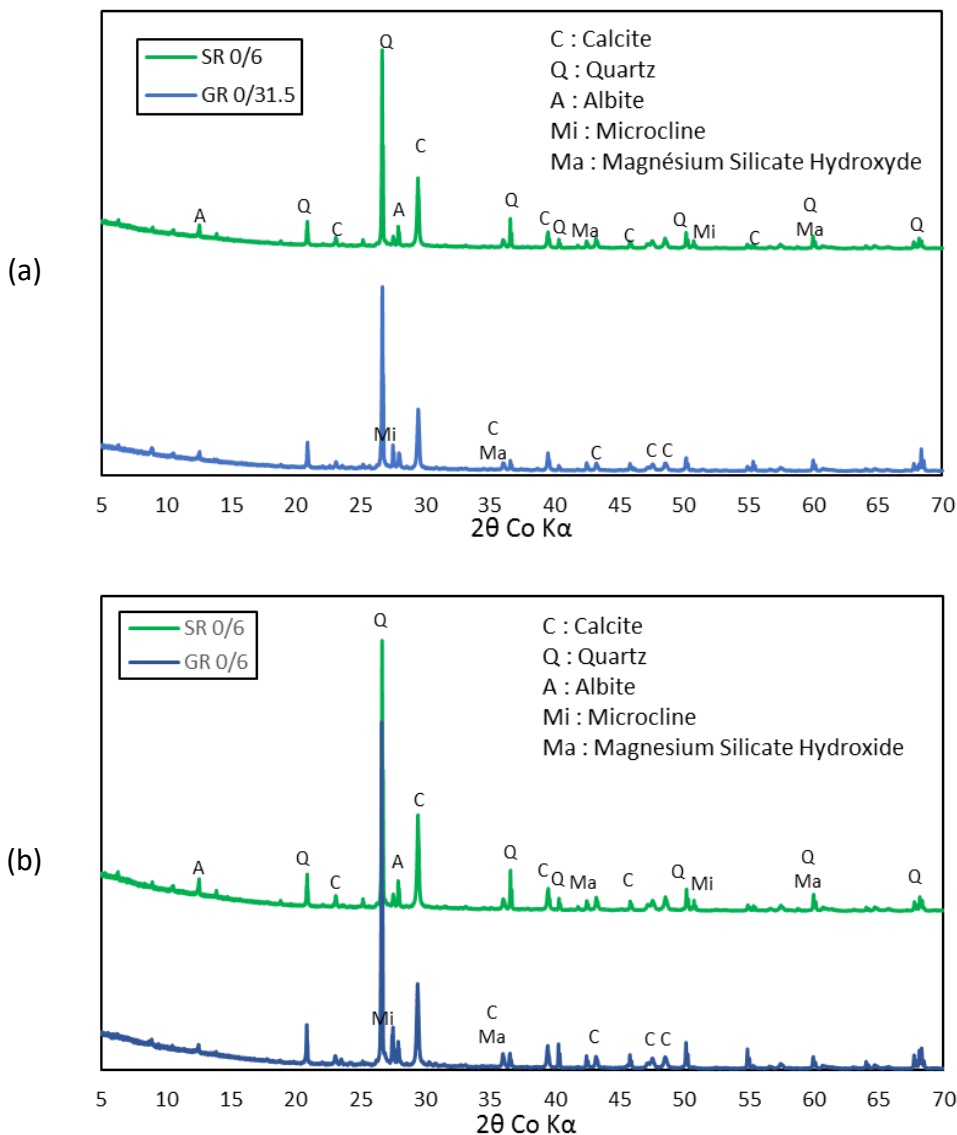 (a)
SR 0/6
GR 0/31.5
C : Calcite
Q : Quartz
A : Albite
Mi : Microcline
Ma : Magnésium Silicate Hydroxyde
Q
C
A
Q
C
A
Q
C
Q
Ma
C
Q
Mi
C
Q
Ma
Q
Mi
C
Ma
C
C C
5 10 15 20 25 30 35 40 45 50 55 60 65 70
2θ Co Kα
(b)
SR 0/6
GR 0/6
C : Calcite
Q : Quartz
A : Albite
Mi : Microcline
Ma : Magnesium Silicate Hydroxide
Q
C
A
Q
C
A
Q
C
Q
Ma
C
Q
Mi
Q
Ma
Q
Mi
C
Ma
C
C C
5 10 15 20 25 30 35 40 45 50 55 60 65 70
2θ Co Kα